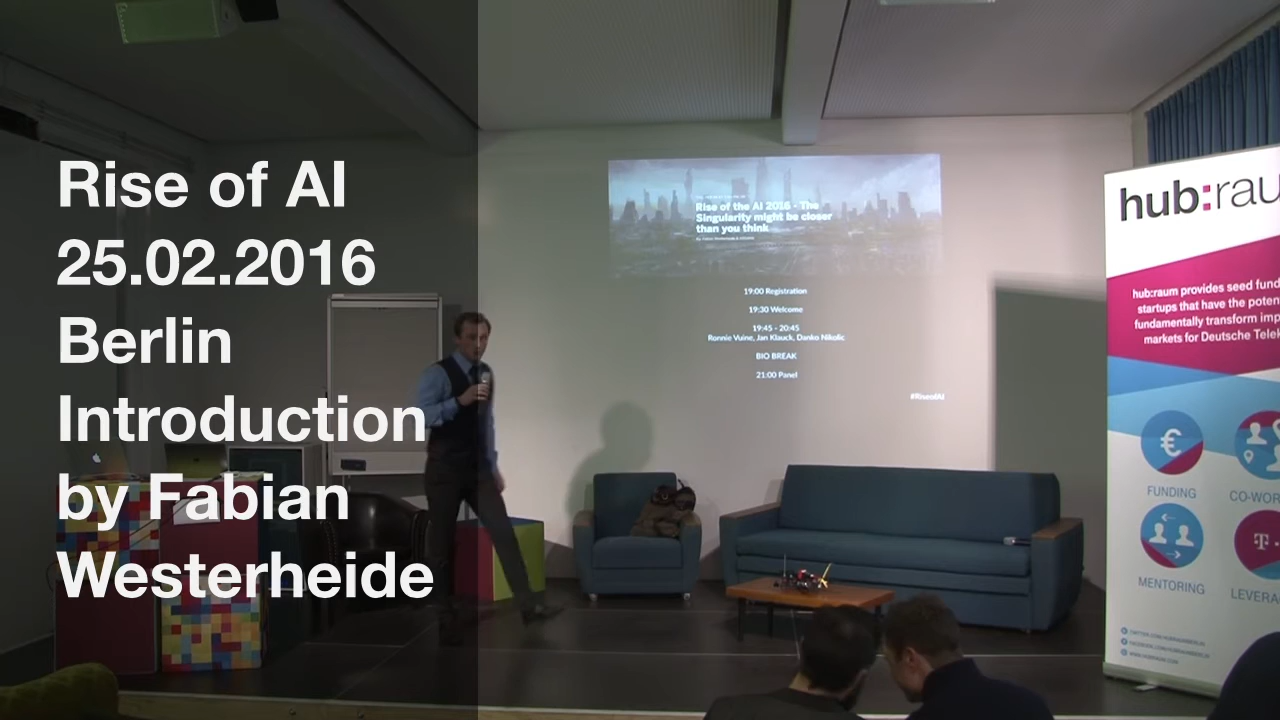 Rise of AI
25.02.2016
Berlin
Introduction
by Fabian
Westerheide
Rise of the AI 2016 - The
Singularity might be closer
than you think
19:00 Registration
19:30 Welcome
19:45 - 20:45
Ronnie Vuine, Jan Klauck, Danko Nikolic
BIO BREAK
21:00 Panel
#RiseofAI
hub:rau
hub:raum provides seed fund
startups that have the poten
fundamentally transform imp
markets for Deutsche Telek
€
FUNDING
CO-WOR
MENTORING
T
LEVERA